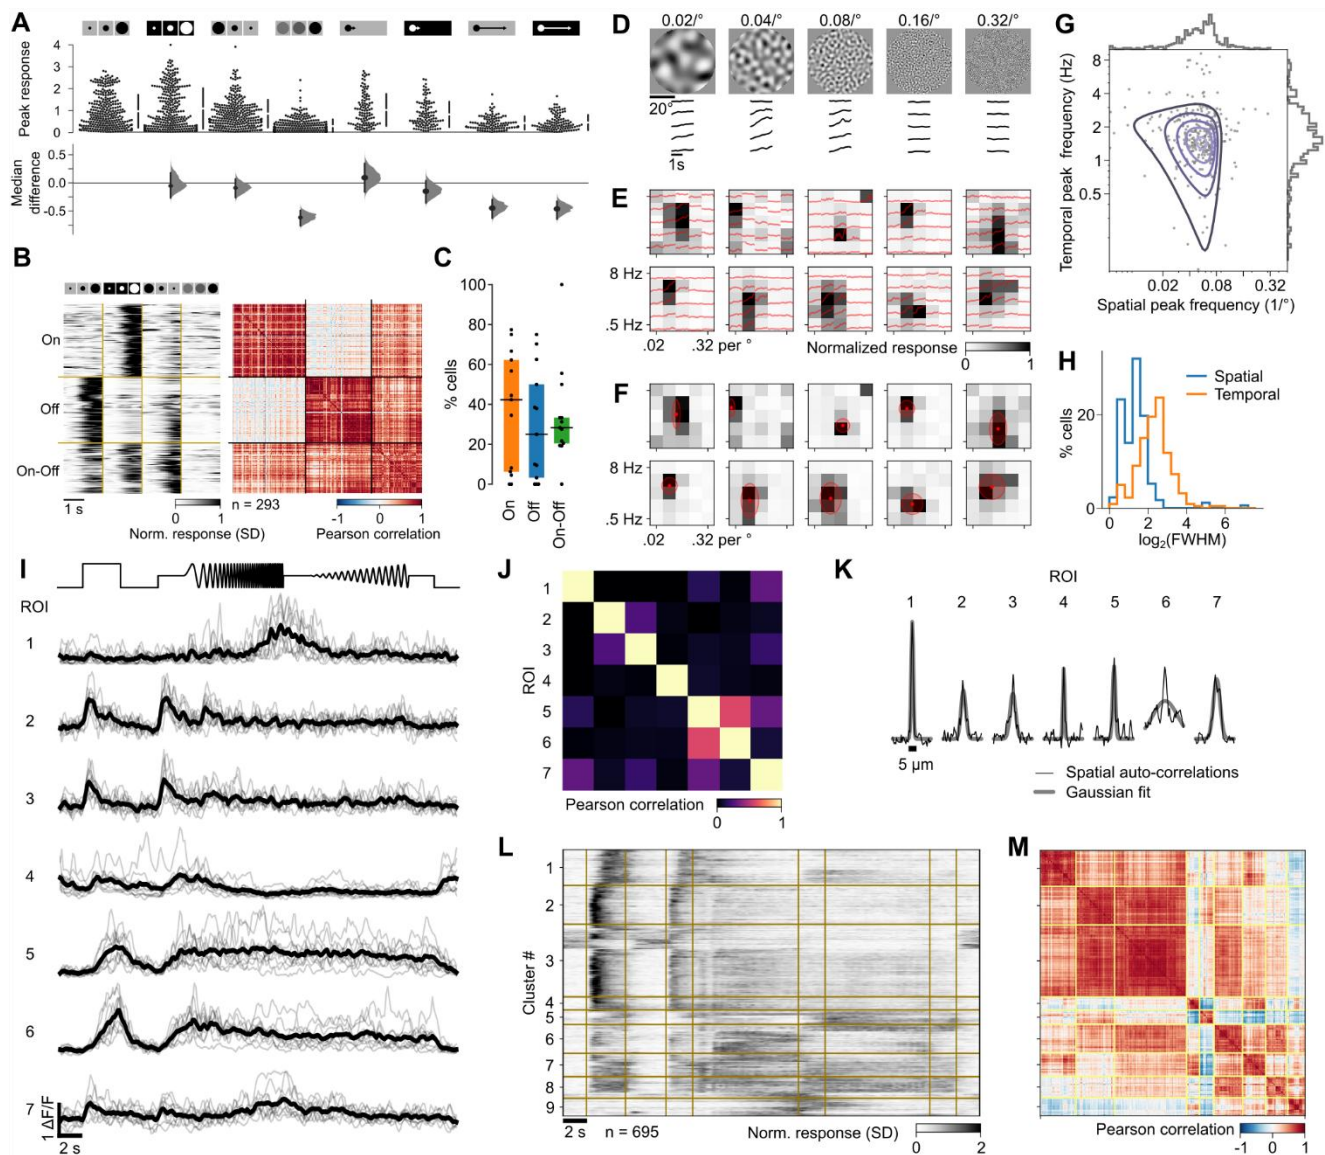 A
Peak response
4
3
2
1
0
Median
difference
0.5
0.0
-0.5
B
On
Off
On-Off
1 s
0 1
Norm. response (SD)
n = 293
-1 0 1
Pearson correlation
C
% cells
100
80
60
40
20
0
On
Off
On-Off
D
0.02/° 0.04/° 0.08/° 0.16/° 0.32/°
20°
1s
E
8 Hz
.5 Hz
.02 .32 per °
Normalized response
0 1
F
8 Hz
.5 Hz
.02 .32 per °
G
Temporal peak frequency (Hz)
8
4
2
1
0.5
0.02 0.08 0.32
Spatial peak frequency (1/°)
H
Spatial
Temporal
% cells
20
0
0 2 4 6
log2(FWHM)
I
ROI
1
2
3
4
5
6
7
1 ΔF/F
2 s
J
ROI
1
2
3
4
5
6
7
Pearson correlation
0 1
K
ROI
1 2 3 4 5 6 7
5 μm
Spatial auto-correlations
Gaussian fit
L
Cluster #
1
2
3
4
5
6
7
8
9
2 s
n = 695
Norm. response (SD)
0 2
M
Pearson correlation
-1 0 1